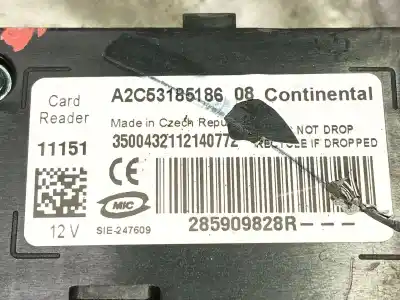 Card Reader
A2C53185186 08 Continental
Made in Czech Repu NOT DROP
11151 3500432112140772 RECYCLE IF DROPPED
CE
MIC
12 V SIE-247609 285909828R---